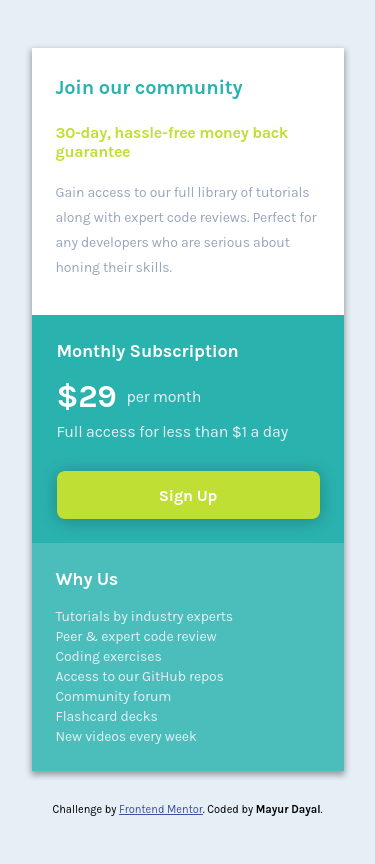 Join our community
30-day, hassle-free money back
guarantee
Gain access to our full library of tutorials
along with expert code reviews. Perfect for
any developers who are serious about
honing their skills.
Monthly Subscription
$29 per month
Full access for less than $1 a day
Sign Up
Why Us
Tutorials by industry experts
Peer & expert code review
Coding exercises
Access to our GitHub repos
Community forum
Flashcard decks
New videos every week
Challenge by Frontend Mentor. Coded by Mayur Dayal.